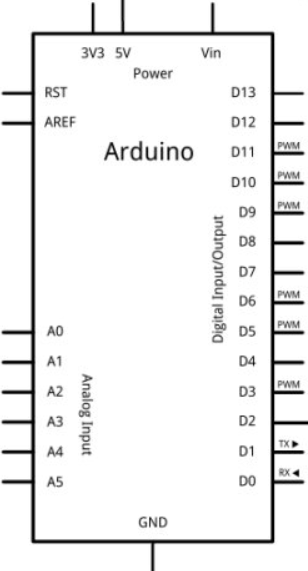 3V3 5V Vin
Power
RST D13
AREF D12
Arduino
D11 PWM
D10 PWM
D9 PWM
Digital Input/Output
D8
D7
D6 PWM
A0 D5 PWM
A1 D4
Analog Input
A2 D3 PWM
A3 D2
A4 D1 TX ▶
A5 D0 RX ◀
GND